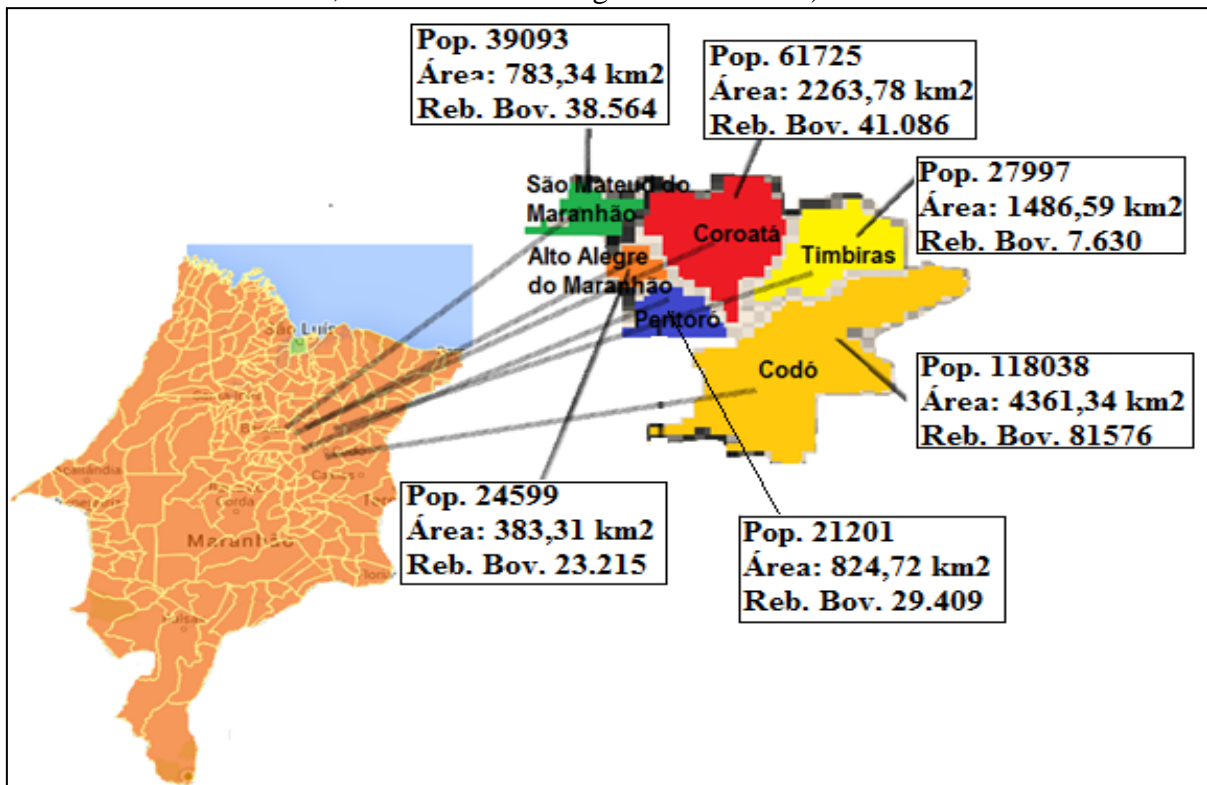 Pop. 39093
Área: 783,34 km2
Reb. Bov. 38.564
Pop. 61725
Área: 2263,78 km2
Reb. Bov. 41.086
Pop. 27997
Área: 1486,59 km2
Reb. Bov. 7.630
São Mateus do
Maranhão
Coroatá
Timbiras
Alto Alegre
do Maranhão
Peritoró
Codó
São Luís
Pop. 118038
Área: 4361,34 km2
Reb. Bov. 81576
Caxias
Corda
Maranhão
Pop. 24599
Área: 383,31 km2
Reb. Bov. 23.215
Pop. 21201
Área: 824,72 km2
Reb. Bov. 29.409